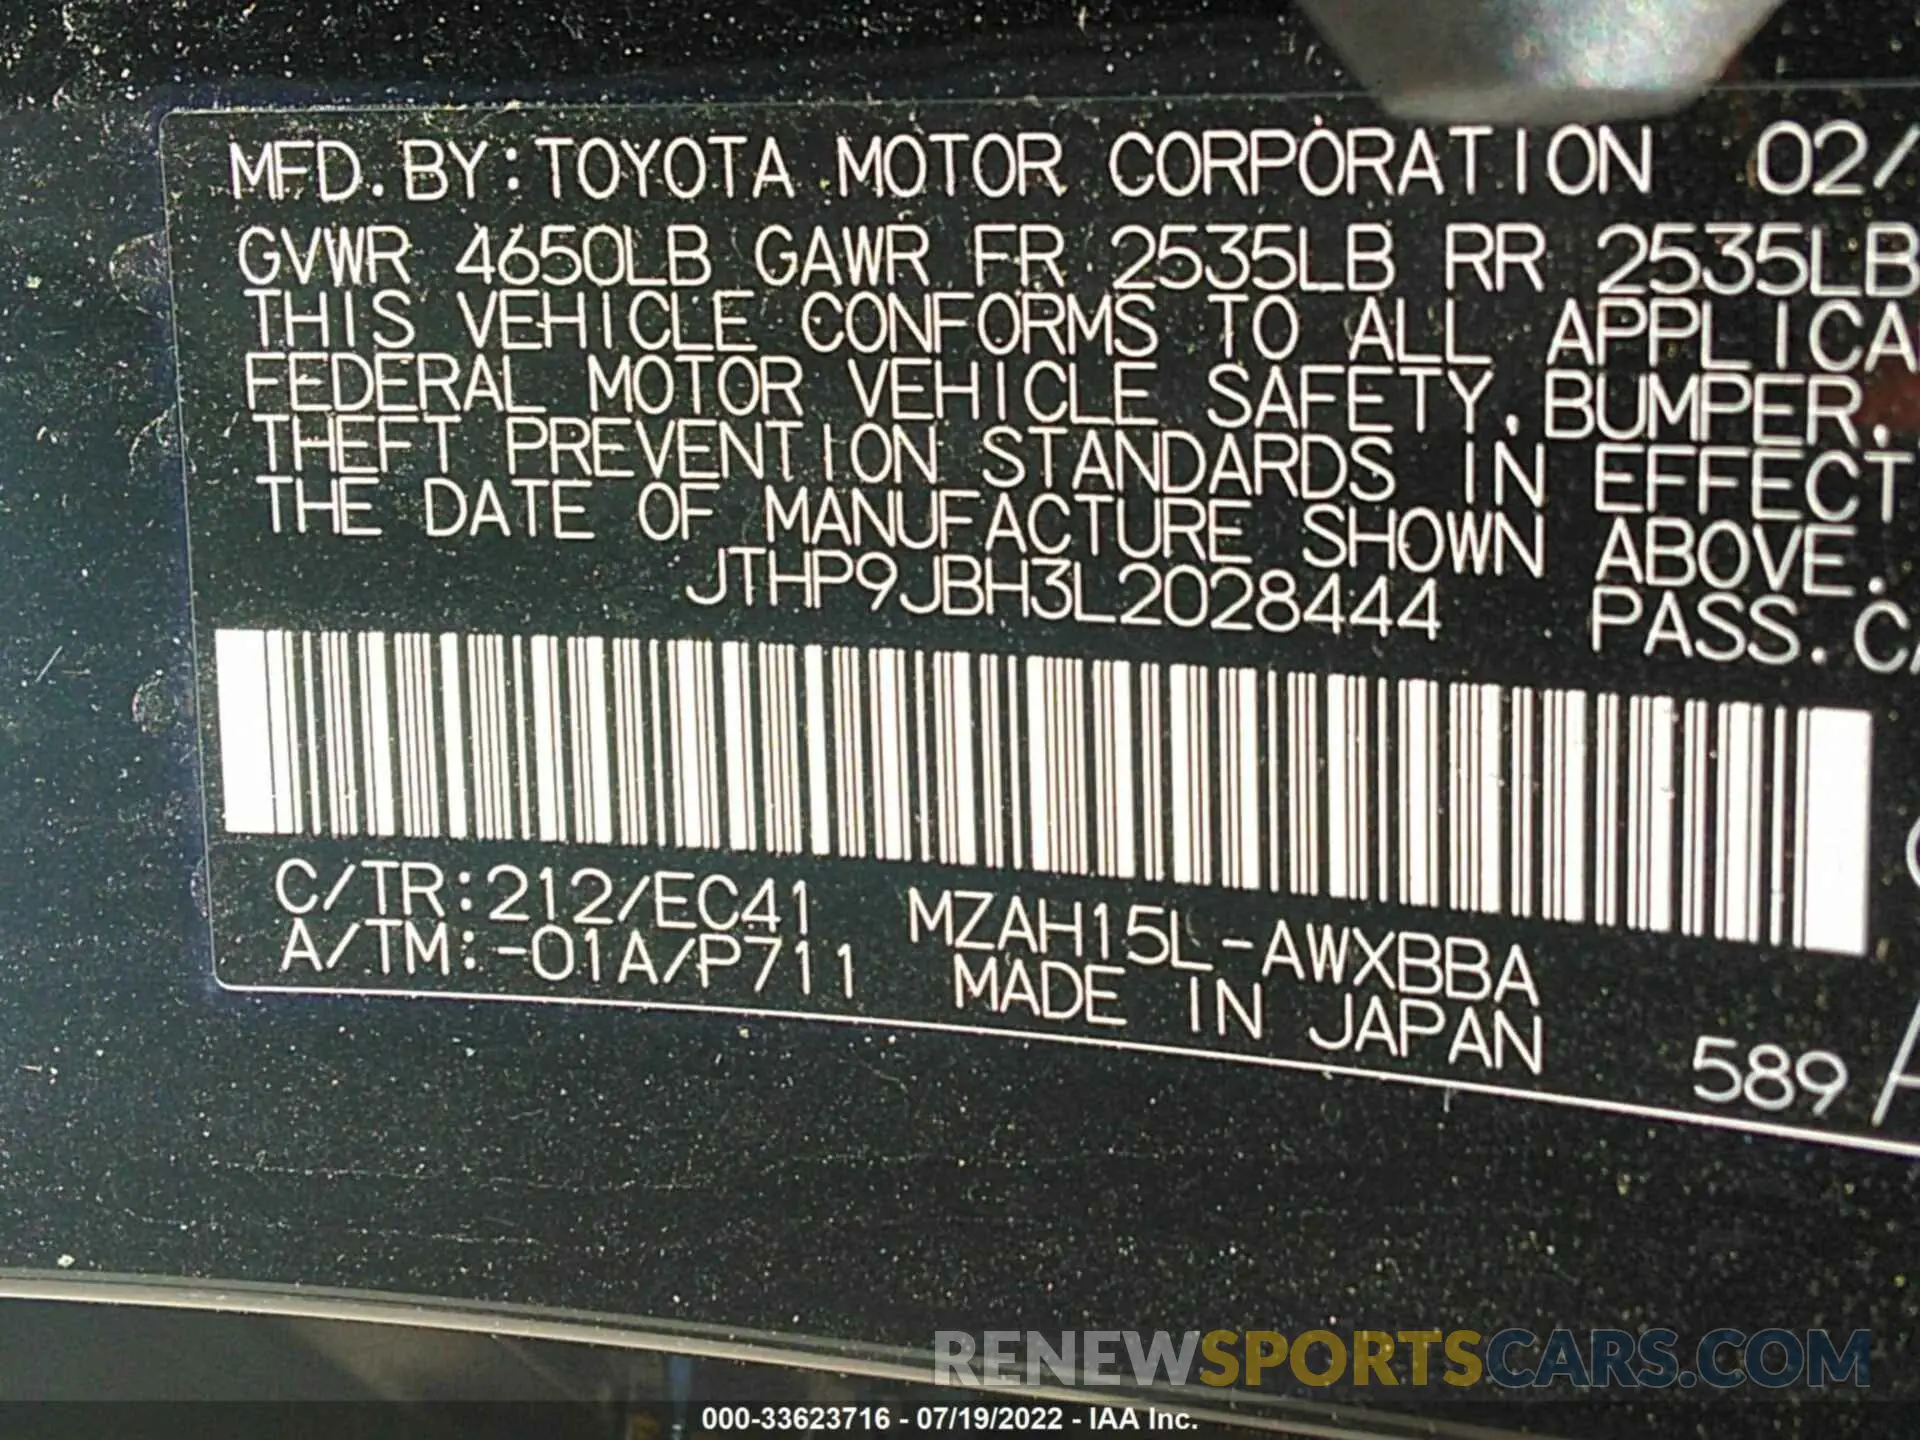 MFD. BY: TOYOTA MOTOR CORPORATION 02/
GVWR 4650LB GAWR FR 2535LB RR 2535LB
THIS VEHICLE CONFORMS TO ALL APPLICA
FEDERAL MOTOR VEHICLE SAFETY, BUMPER,
THEFT PREVENTION STANDARDS IN EFFECT
THE DATE OF MANUFACTURE SHOWN ABOVE.
JTHP9JBH3L2028444 PASS. CA
C/TR: 212/EC41 MZAH15L-AWXBBA
A/TM: -01A/P711 MADE IN JAPAN
589
RENEWSPORTSCARS.COM
000-33623716 - 07/19/2022 - IAA Inc.